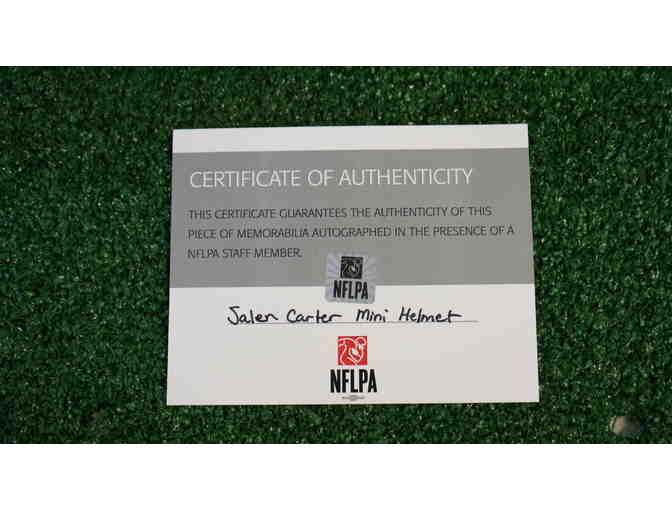 CERTIFICATE OF AUTHENTICITY
THIS CERTIFICATE GUARANTEES THE AUTHENTICITY OF THIS
PIECE OF MEMORABILIA AUTOGRAPHED IN THE PRESENCE OF A
NFLPA STAFF MEMBER.
NFLPA
Jalen Carter Mini Helmet
NFLPA